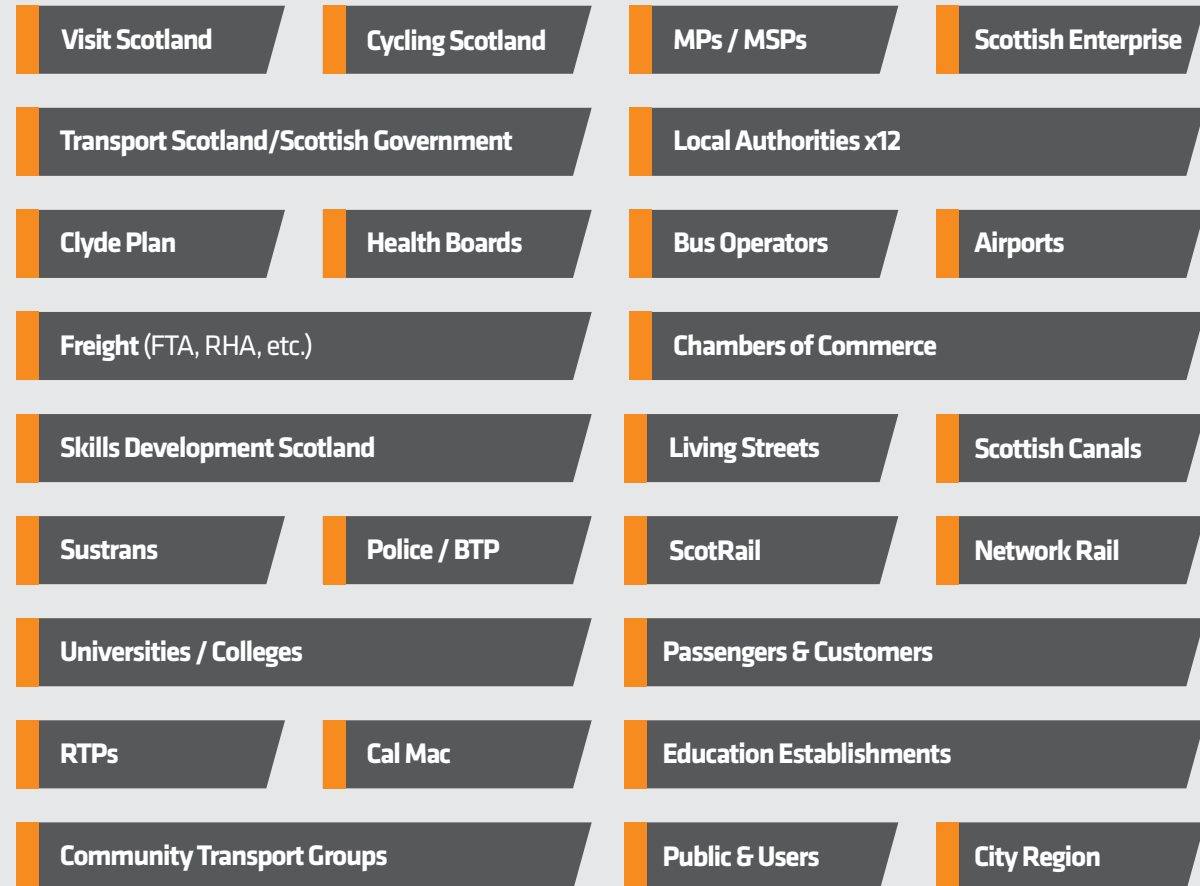 Visit Scotland
Cycling Scotland
MPs / MSPs
Scottish Enterprise
Transport Scotland/Scottish Government
Local Authorities x12
Clyde Plan
Health Boards
Bus Operators
Airports
Freight (FTA, RHA, etc.)
Chambers of Commerce
Skills Development Scotland
Living Streets
Scottish Canals
Sustrans
Police / BTP
ScotRail
Network Rail
Universities / Colleges
Passengers & Customers
RTPs
Cal Mac
Education Establishments
Community Transport Groups
Public & Users
City Region